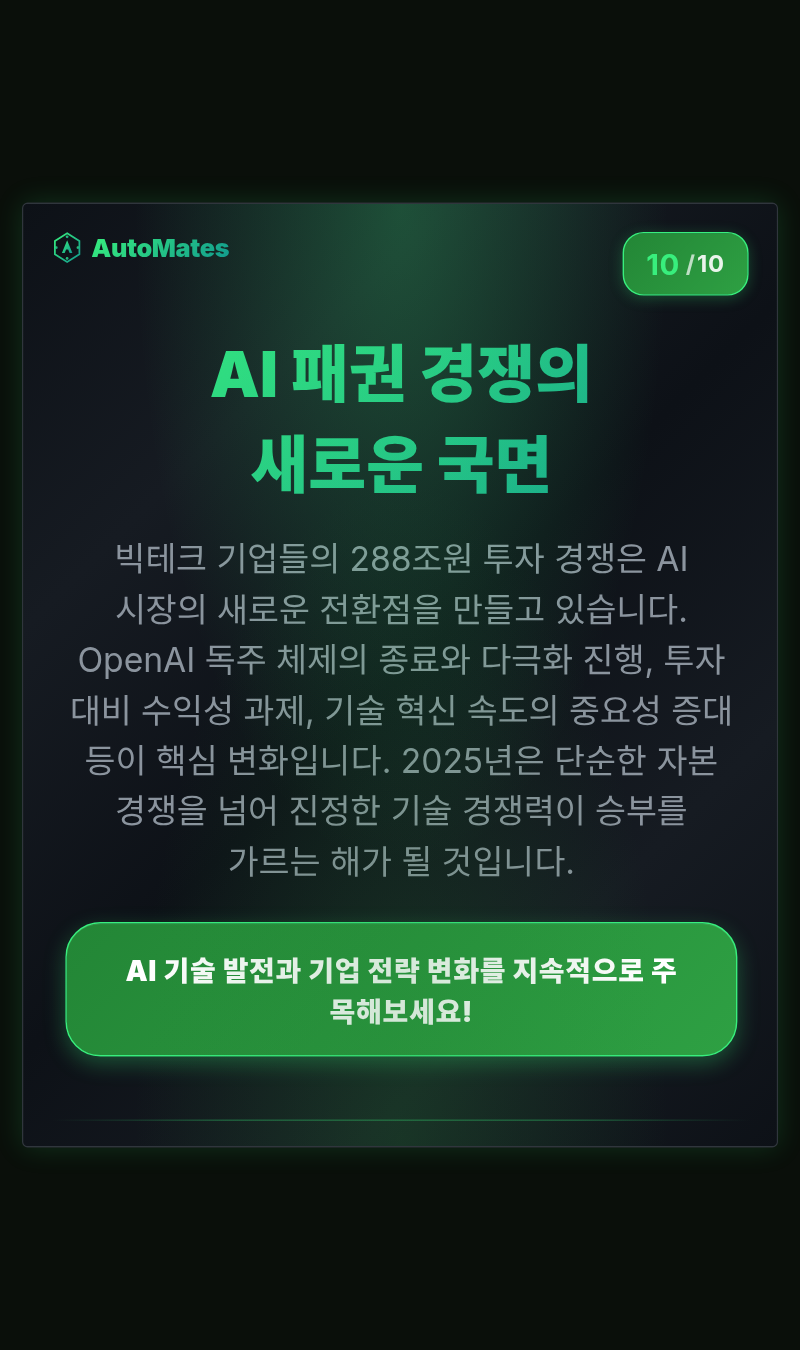 AutoMates
10 /10
AI 패권 경쟁의
새로운 국면
빅테크 기업들의 288조원 투자 경쟁은 AI
시장의 새로운 전환점을 만들고 있습니다.
OpenAI 독주 체제의 종료와 다극화 진행, 투자
대비 수익성 과제, 기술 혁신 속도의 중요성 증대
등이 핵심 변화입니다. 2025년은 단순한 자본
경쟁을 넘어 진정한 기술 경쟁력이 승부를
가르는 해가 될 것입니다.
AI 기술 발전과 기업 전략 변화를 지속적으로 주
목해보세요!